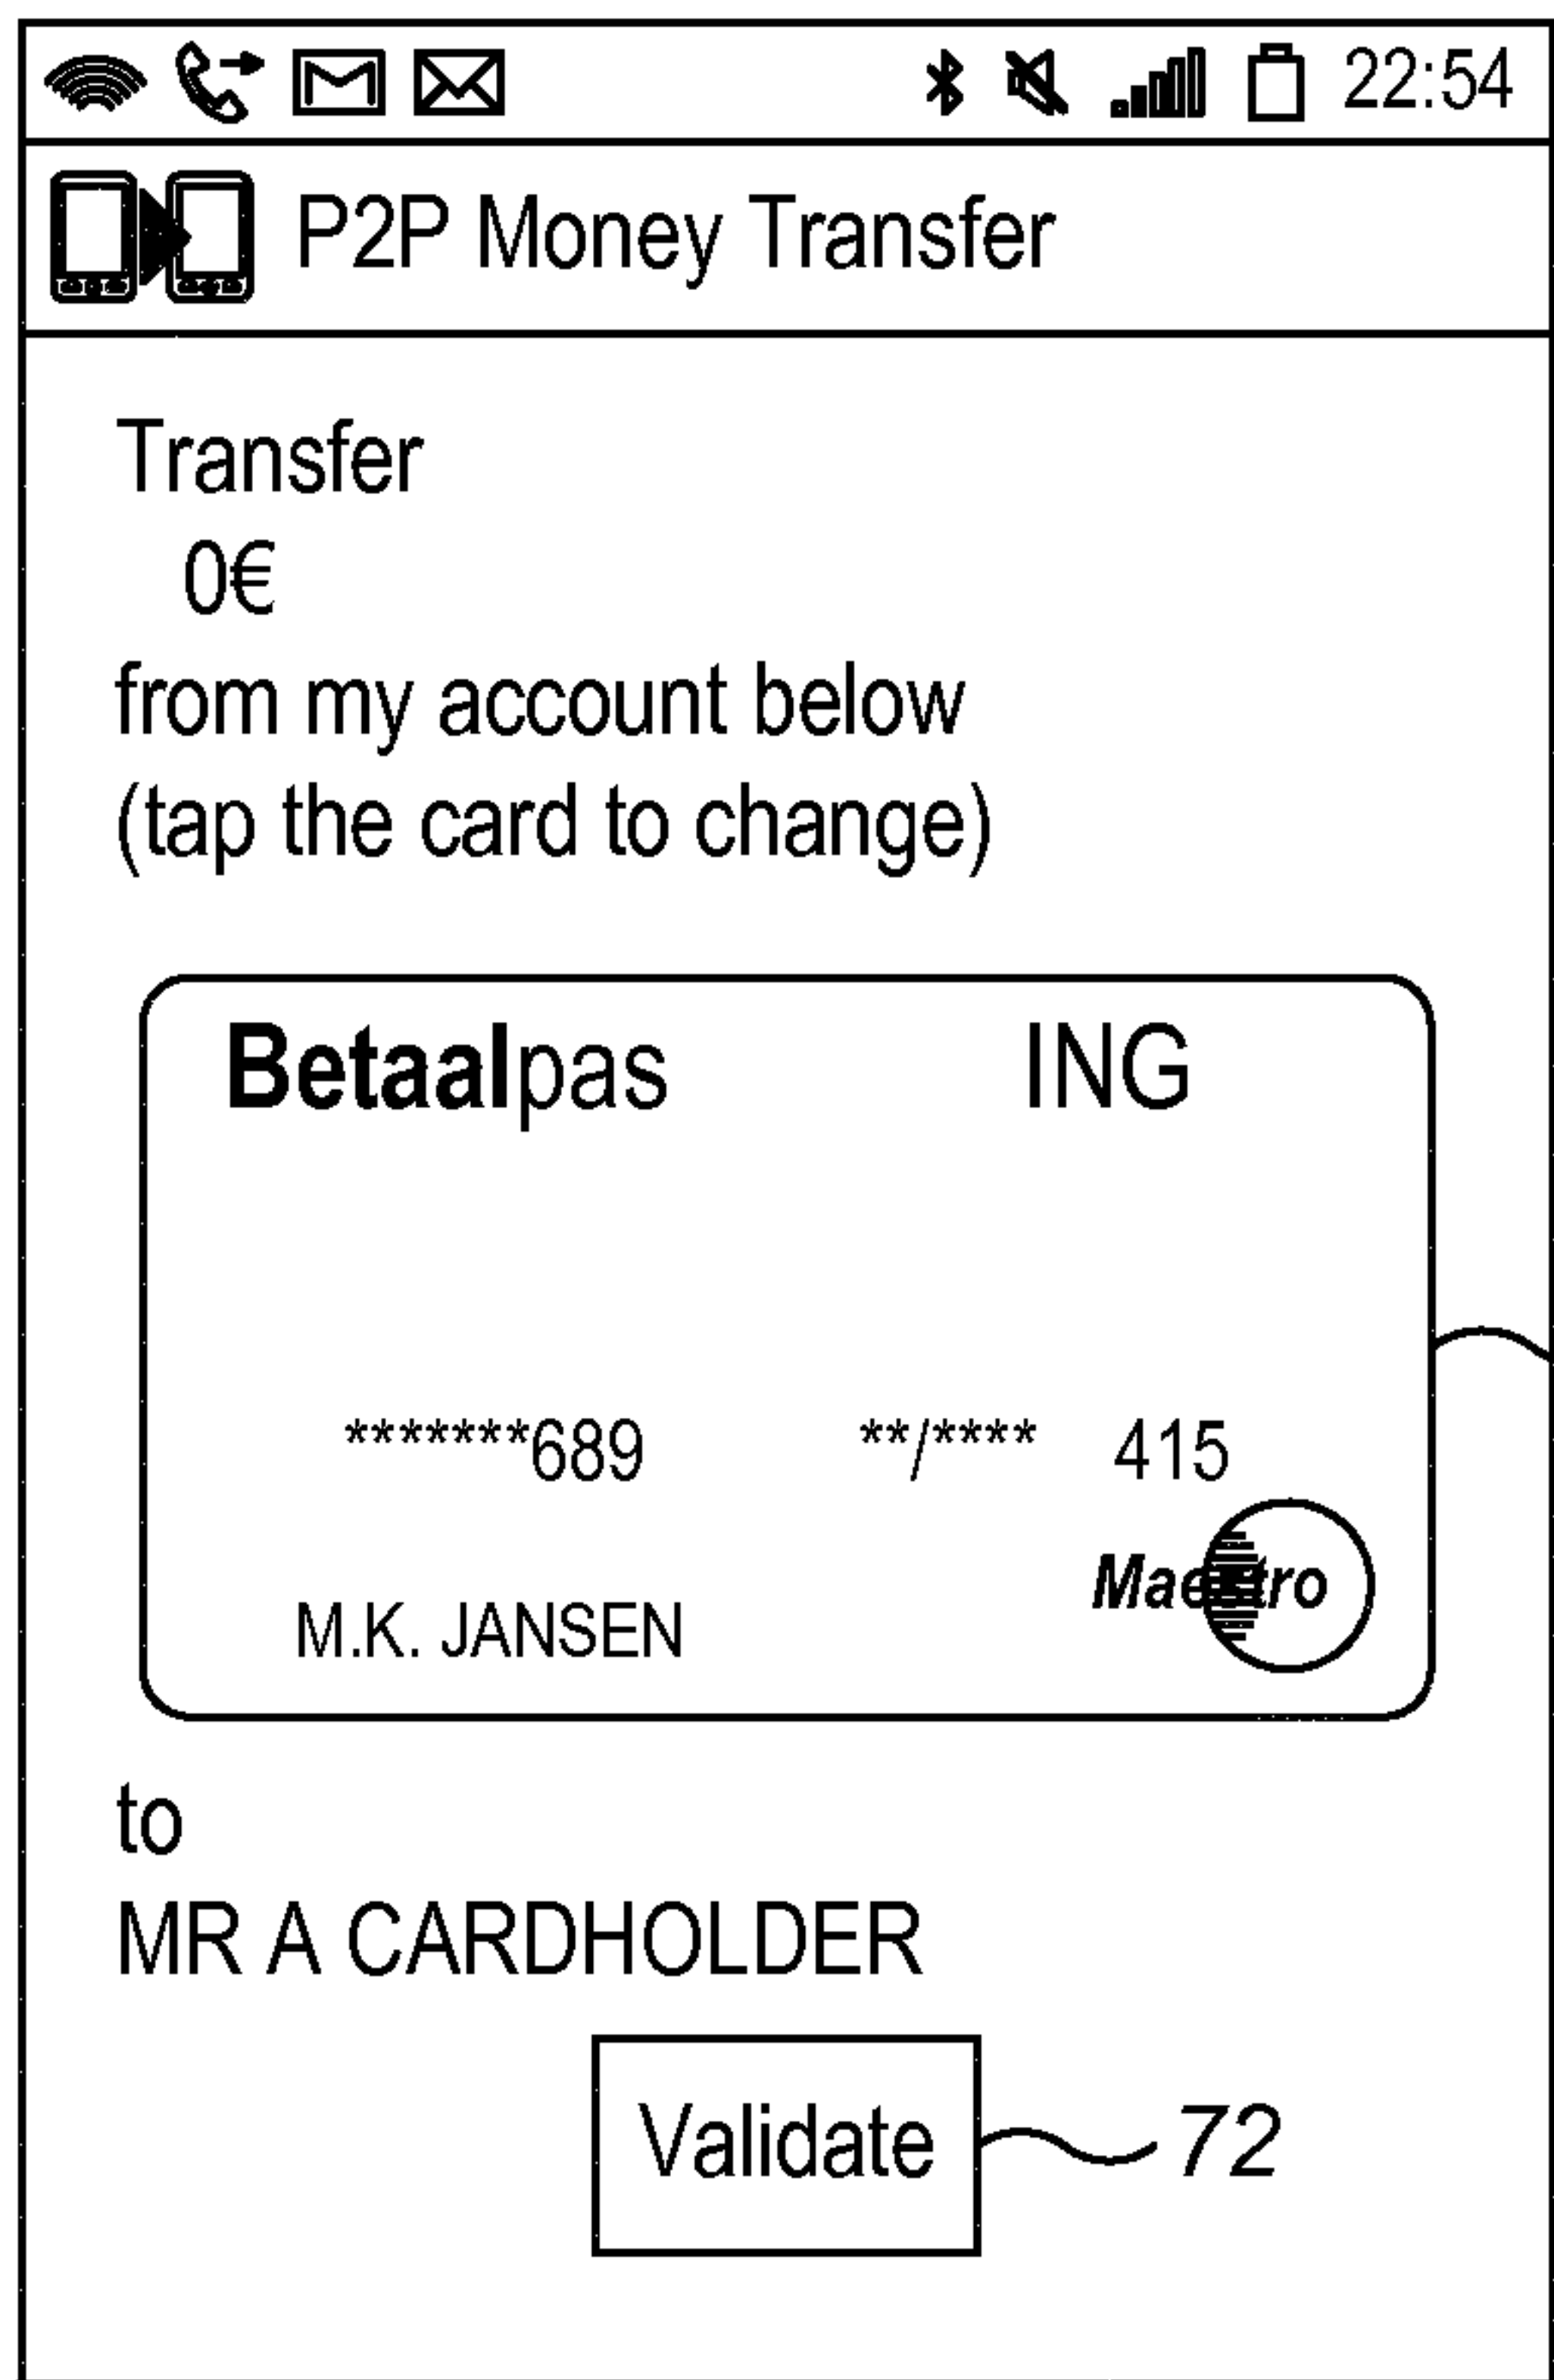 22:54
P2P Money Transfer
Transfer
0€
from my account below
(tap the card to change)
Betaalpas ING
*******689 **/**** 415
Maestro
M.K. JANSEN
to
MR A CARDHOLDER
Validate 72